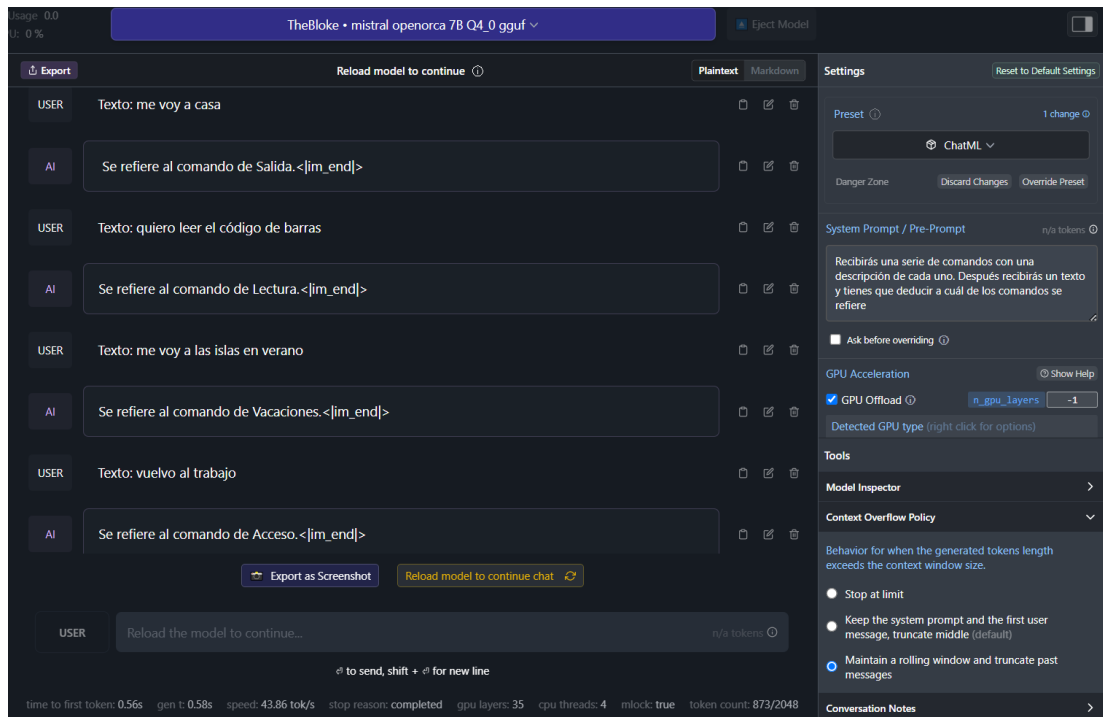 Usage 0.0
U: 0 %
TheBloke • mistral openorca 7B Q4_0 gguf
Eject Model
Export
Reload model to continue
Plaintext Markdown
USER
Texto: me voy a casa
AI
Se refiere al comando de Salida.<|im_end|>
USER
Texto: quiero leer el código de barras
AI
Se refiere al comando de Lectura.<|im_end|>
USER
Texto: me voy a las islas en verano
AI
Se refiere al comando de Vacaciones.<|im_end|>
USER
Texto: vuelvo al trabajo
AI
Se refiere al comando de Acceso.<|im_end|>
Export as Screenshot
Reload model to continue chat
USER
Reload the model to continue...
n/a tokens
⏎ to send, shift + ⏎ for new line
time to first token: 0.56s gen t: 0.58s speed: 43.86 tok/s stop reason: completed gpu layers: 35 cpu threads: 4 mlock: true token count: 873/2048
Settings
Reset to Default Settings
Preset
1 change
ChatML
Danger Zone
Discard Changes
Override Preset
System Prompt / Pre-Prompt
n/a tokens
Recibirás una serie de comandos con una
descripción de cada uno. Después recibirás un texto
y tienes que deducir a cuál de los comandos se
refiere
Ask before overriding
GPU Acceleration
Show Help
GPU Offload
n_gpu_layers
-1
Detected GPU type (right click for options)
Tools
Model Inspector
Context Overflow Policy
Behavior for when the generated tokens length
exceeds the context window size.
Stop at limit
Keep the system prompt and the first user
message, truncate middle (default)
Maintain a rolling window and truncate past
messages
Conversation Notes